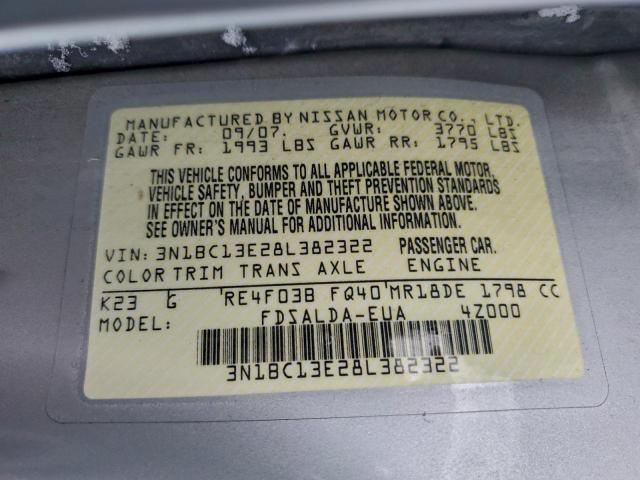 MANUFACTURED BY NISSAN MOTOR CO., LTD.
DATE: 09/07. GVWR: 3770 LBS
GAWR FR: 1993 LBS GAWR RR: 1795 LBS
THIS VEHICLE CONFORMS TO ALL APPLICABLE FEDERAL MOTOR
VEHICLE SAFETY, BUMPER AND THEFT PREVENTION STANDARDS
IN EFFECT ON THE DATE OF MANUFACTURE SHOWN ABOVE.
SEE OWNER'S MANUAL FOR ADDITIONAL INFORMATION.
VIN: 3N1BC13E28L382322 PASSENGER CAR.
COLOR TRIM TRANS AXLE ENGINE
K23 G RE4F03B FQ40 MR18DE 1798 CC
MODEL: FDSALDA-EUA 4Z000
3N1BC13E28L382322